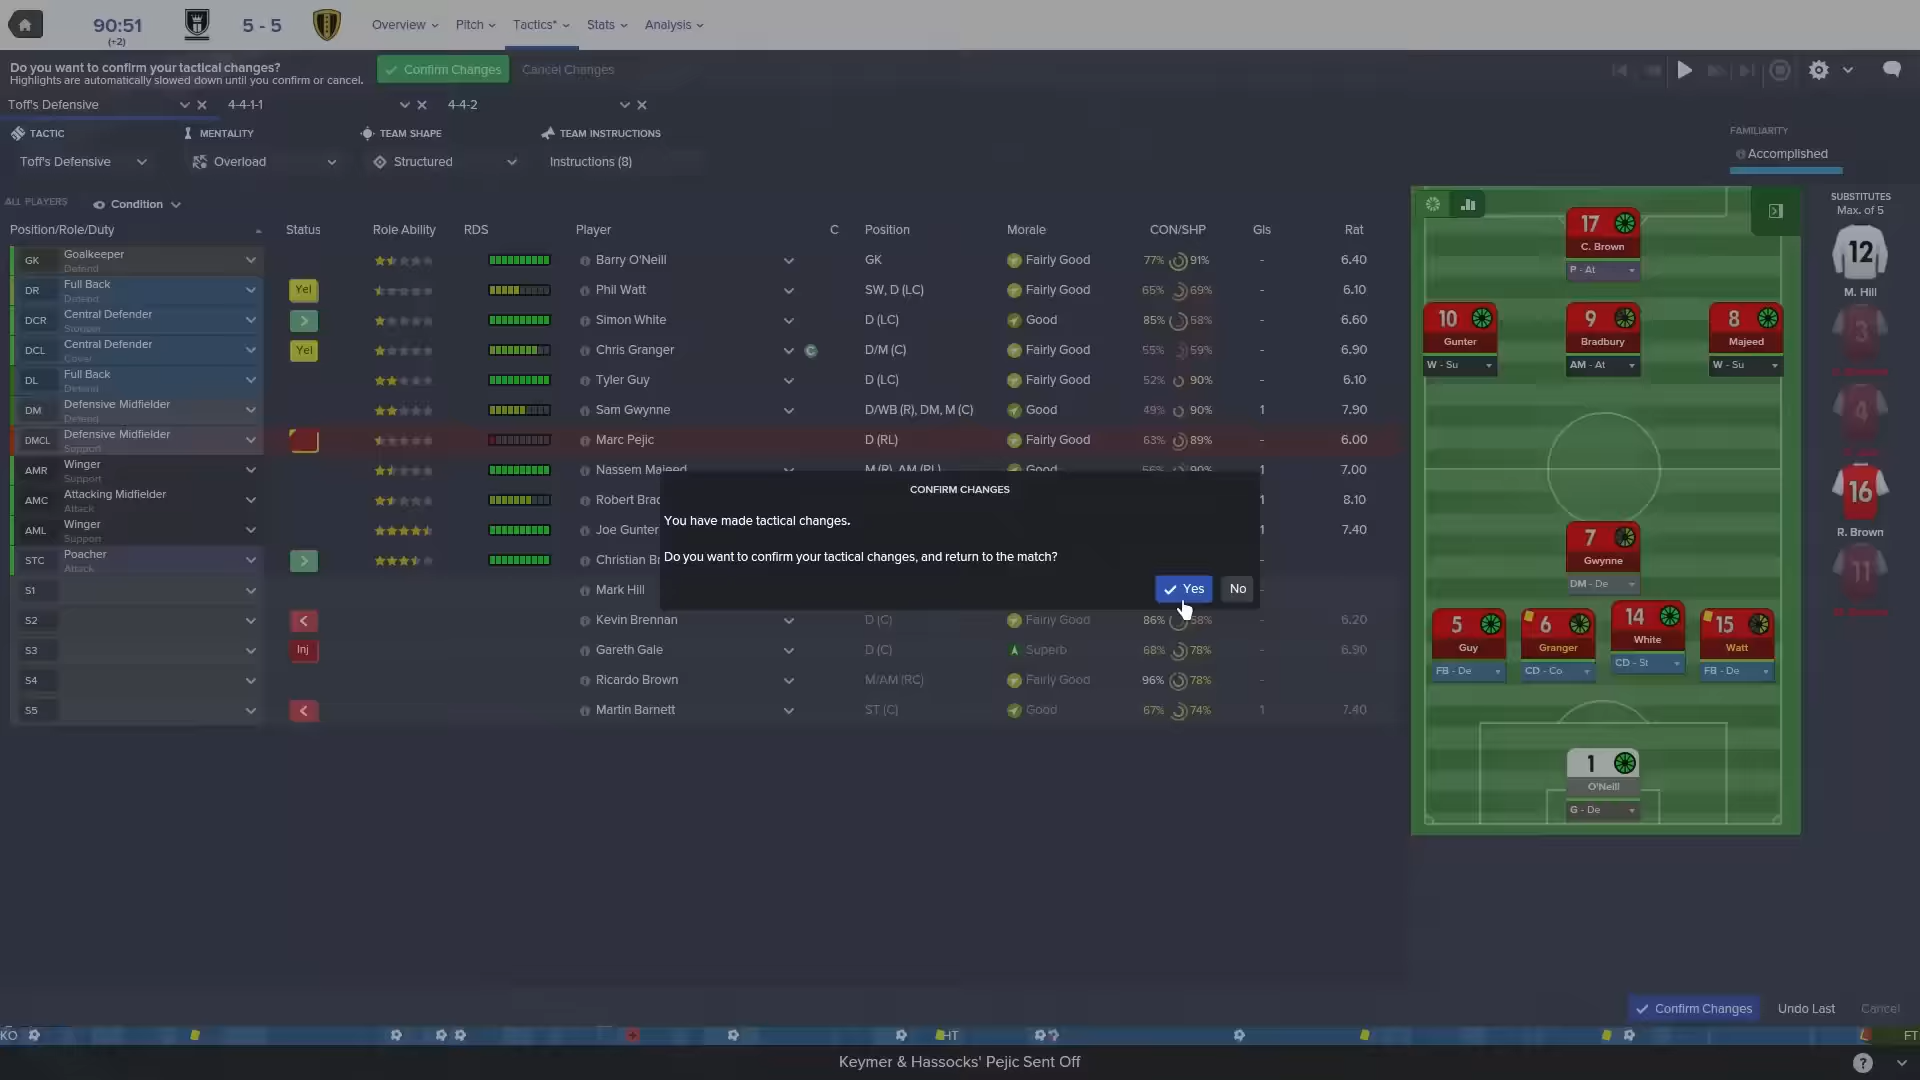 90:51
(+2)
5 - 5
Overview
Pitch
Tactics*
Stats
Analysis
Do you want to confirm your tactical changes?
Highlights are automatically slowed down until you confirm or cancel.
Confirm Changes
Cancel Changes
Toff's Defensive
4-4-1-1
4-4-2
TACTIC
MENTALITY
TEAM SHAPE
TEAM INSTRUCTIONS
Toff's Defensive
Overload
Structured
Instructions (8)
FAMILIARITY
Accomplished
ALL PLAYERS
Condition
Position/Role/Duty Status Role Ability RDS Player C Position Morale CON/SHP Gls Rat
GK Goalkeeper Barry O'Neill GK Fairly Good 77% 91% - 6.40
Defend
DR Full Back Yel Phil Watt SW, D (LC) Fairly Good 65% 69% - 6.10
Defend
DCR Central Defender Simon White D (LC) Good 85% 58% - 6.60
Stopper
DCL Central Defender Yel Chris Granger C D/M (C) Fairly Good 55% 59% - 6.90
Cover
DL Full Back Tyler Guy D (LC) Fairly Good 52% 90% - 6.10
Defend
DM Defensive Midfielder Sam Gwynne D/WB (R), DM, M (C) Good 49% 90% 1 7.90
Defend
DMCL Defensive Midfielder Marc Pejic D (RL) Fairly Good 63% 89% - 6.00
Support
AMR Winger Nassem Majeed M (R), AM (RL) Good 56% 90% 1 7.00
Support
AMC Attacking Midfielder Robert Brad 1 8.10
Attack
AML Winger Joe Gunter 1 7.40
Support
STC Poacher Christian B -
Attack
S1 Mark Hill -
S2 Kevin Brennan D (C) Fairly Good 86% 68% - 6.20
S3 Inj Gareth Gale D (C) Superb 68% 78% - 6.90
S4 Ricardo Brown M/AM (RC) Fairly Good 96% 78% -
S5 Martin Barnett ST (C) Good 67% 74% 1 7.40
CONFIRM CHANGES
You have made tactical changes.
Do you want to confirm your tactical changes, and return to the match?
Yes
No
17
C. Brown
P - At
10 9 8
Gunter Bradbury Majeed
W - Su AM - At W - Su
7
Gwynne
DM - De
5 6 14 15
Guy Granger White Watt
FB - De CD - Co CD - St FB - De
1
O'Neill
G - De
SUBSTITUTES
Max. of 5
12
M. Hill
3
4
16
R. Brown
11
Confirm Changes
Undo Last
Cancel
KO
HT
FT
Keymer & Hassocks' Pejic Sent Off
?